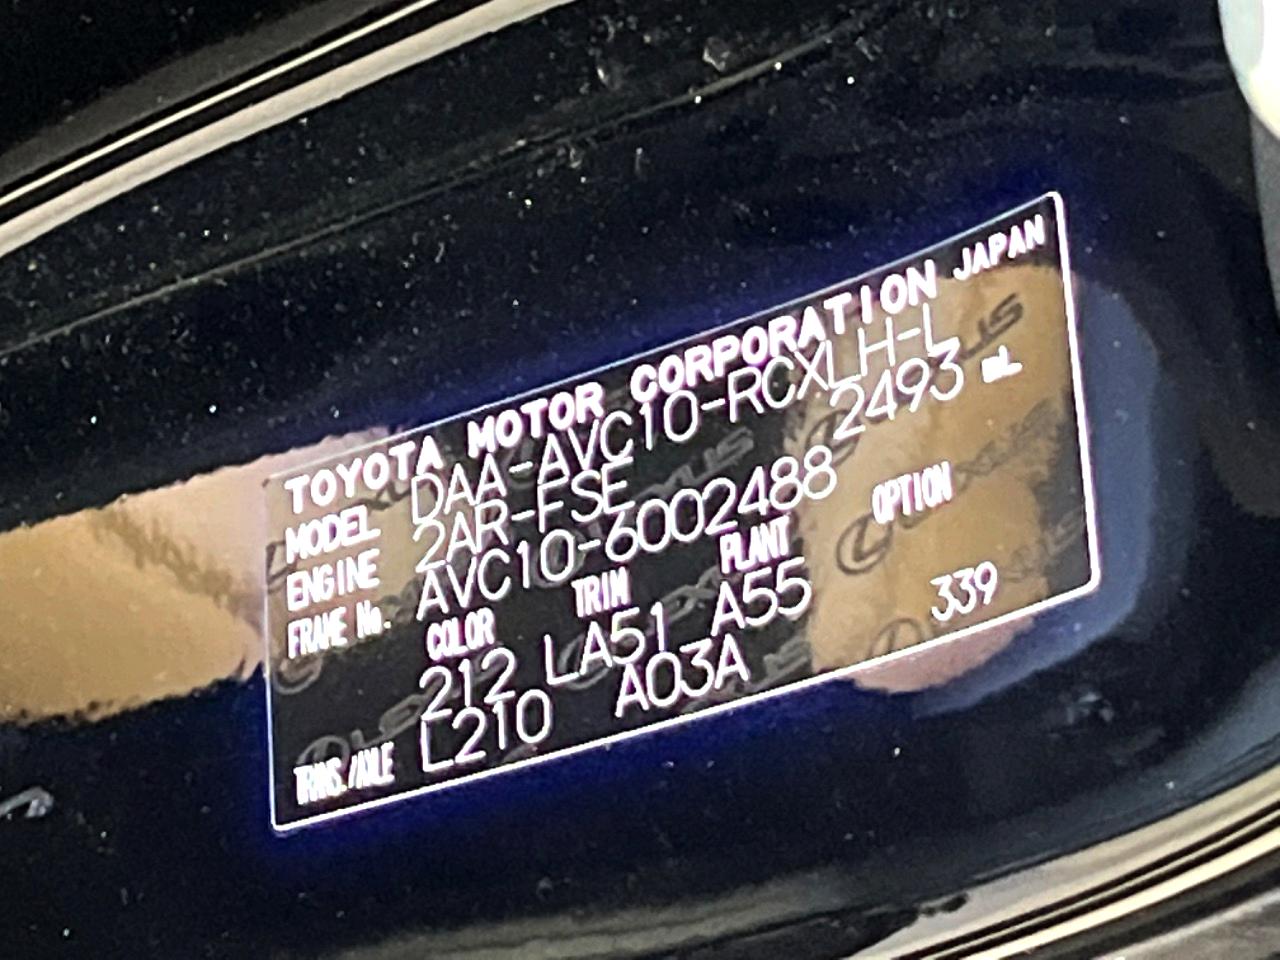 TOYOTA MOTOR CORPORATION JAPAN
MODEL DAA-AVC10-RCXLH-L
ENGINE 2AR-FSE 2493 mL
FRAME No. AVC10-6002488
COLOR TRIM PLANT OPTION
212 LA51 A55
TRANS./AXLE L210 A03A 339